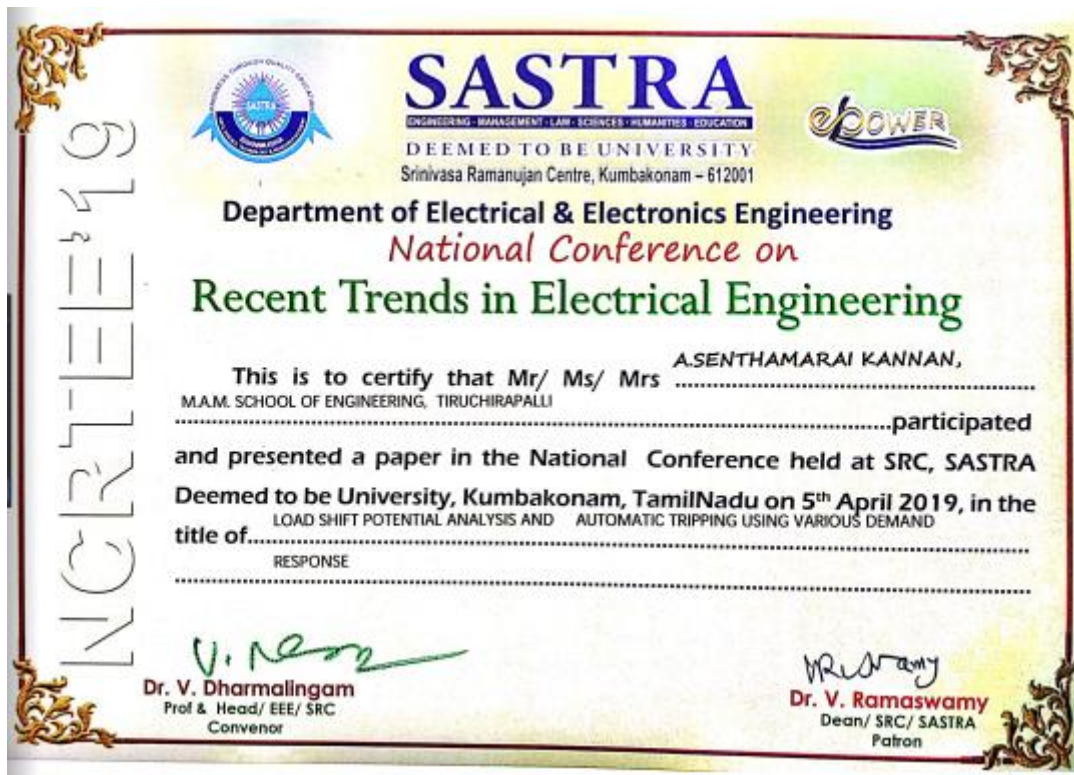 SASTRA
ENGINEERING · MANAGEMENT · LAW · SCIENCES · HUMANITIES · EDUCATION
DEEMED TO BE UNIVERSITY
Srinivasa Ramanujan Centre, Kumbakonam – 612001
SASTRA
epower
NCRTEE'19
Department of Electrical & Electronics Engineering
National Conference on
Recent Trends in Electrical Engineering
This is to certify that Mr/ Ms/ Mrs A.SENTHAMARAI KANNAN,
M.A.M. SCHOOL OF ENGINEERING, TIRUCHIRAPALLI
participated
and presented a paper in the National Conference held at SRC, SASTRA
Deemed to be University, Kumbakonam, TamilNadu on 5th April 2019, in the
title of LOAD SHIFT POTENTIAL ANALYSIS AND AUTOMATIC TRIPPING USING VARIOUS DEMAND
RESPONSE
Dr. V. Dharmalingam
Prof & Head/ EEE/ SRC
Convenor
Dr. V. Ramaswamy
Dean/ SRC/ SASTRA
Patron